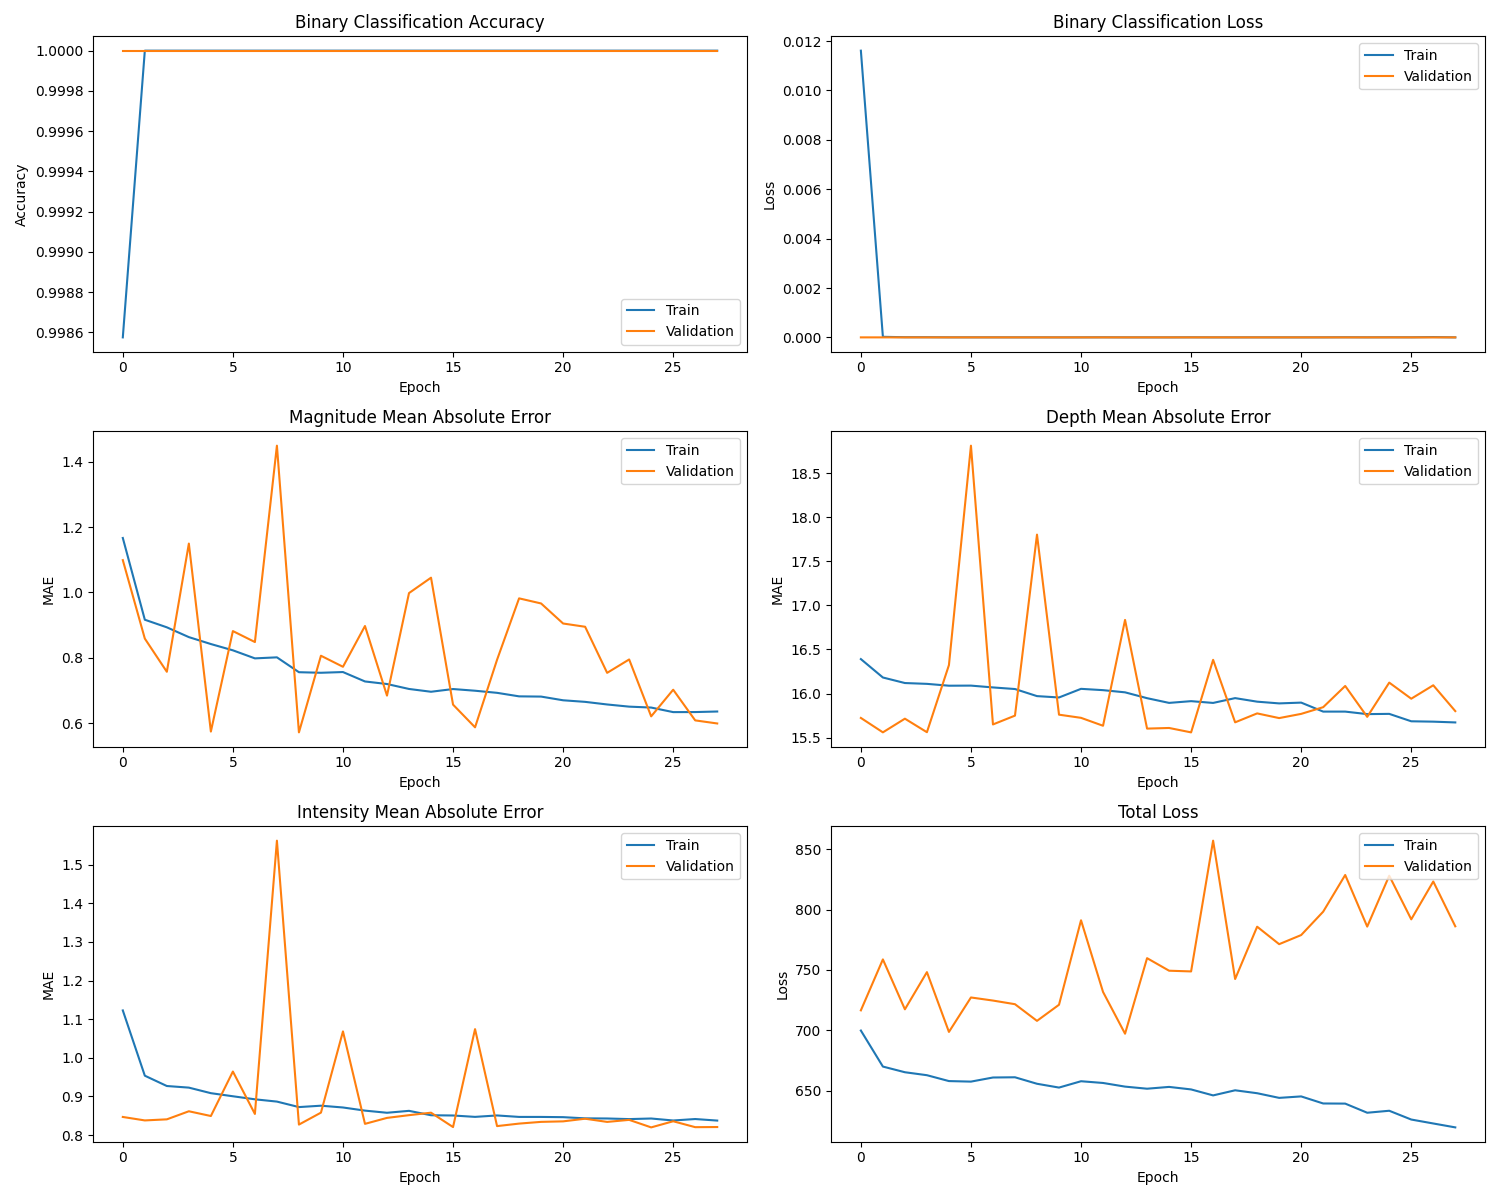 Binary Classification Accuracy
1.0000
0.9998
0.9996
0.9994
0.9992
0.9990
0.9988
0.9986
Accuracy
Train
Validation
0 5 10 15 20 25
Epoch
Binary Classification Loss
0.012
0.010
0.008
0.006
0.004
0.002
0.000
Loss
Train
Validation
0 5 10 15 20 25
Epoch
Magnitude Mean Absolute Error
1.4
1.2
1.0
0.8
0.6
MAE
Train
Validation
0 5 10 15 20 25
Epoch
Depth Mean Absolute Error
18.5
18.0
17.5
17.0
16.5
16.0
15.5
MAE
Train
Validation
0 5 10 15 20 25
Epoch
Intensity Mean Absolute Error
1.5
1.4
1.3
1.2
1.1
1.0
0.9
0.8
MAE
Train
Validation
0 5 10 15 20 25
Epoch
Total Loss
850
800
750
700
650
Loss
Train
Validation
0 5 10 15 20 25
Epoch